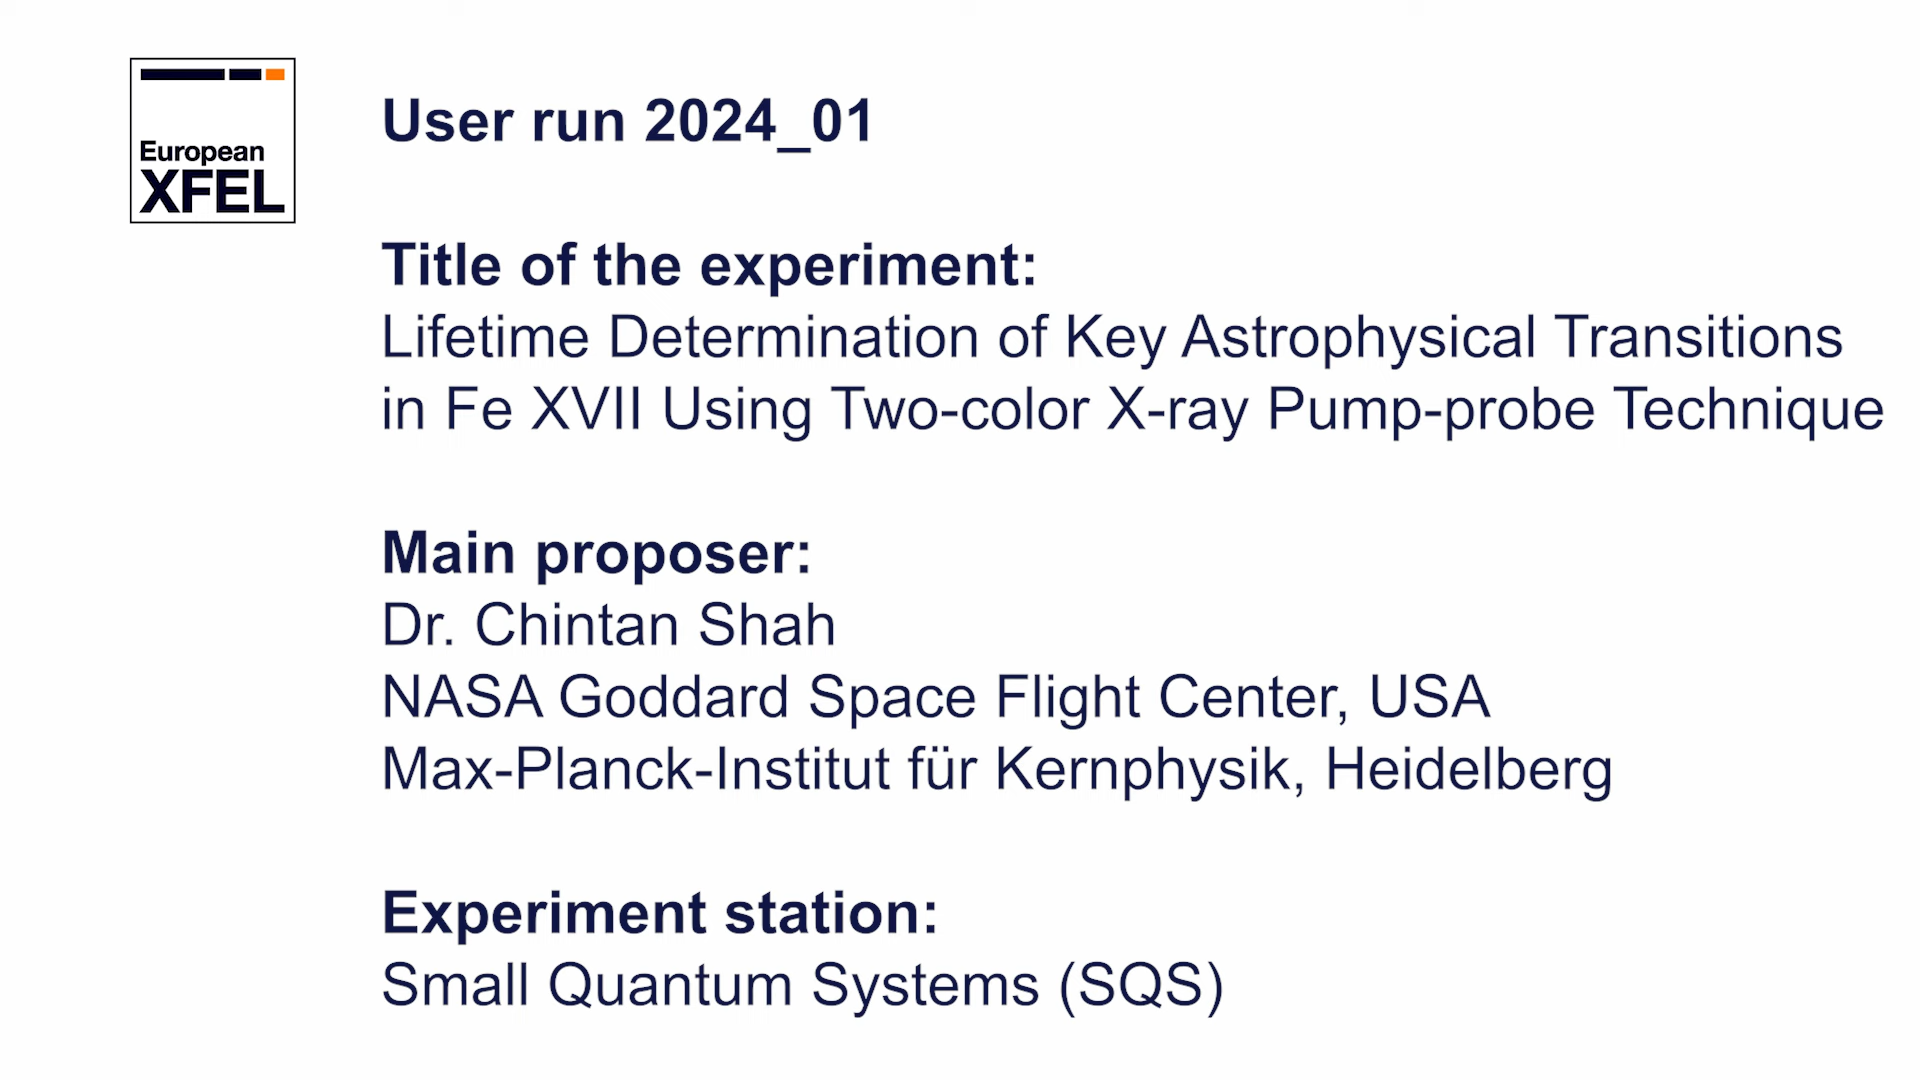 European
XFEL
User run 2024_01
Title of the experiment:
Lifetime Determination of Key Astrophysical Transitions
in Fe XVII Using Two-color X-ray Pump-probe Technique
Main proposer:
Dr. Chintan Shah
NASA Goddard Space Flight Center, USA
Max-Planck-Institut für Kernphysik, Heidelberg
Experiment station:
Small Quantum Systems (SQS)